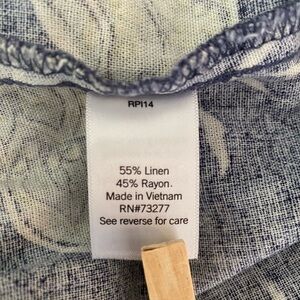 RPI14
55% Linen
45% Rayon.
Made in Vietnam
RN#73277
See reverse for care